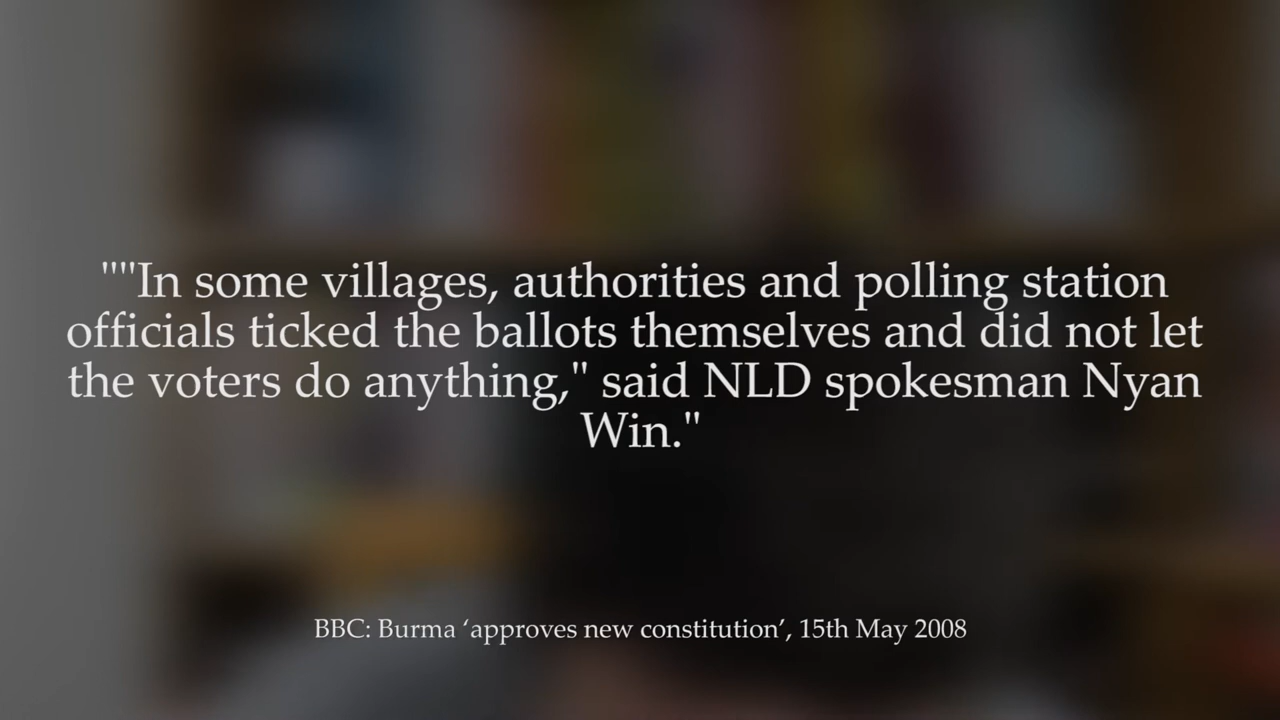 ""In some villages, authorities and polling station
officials ticked the ballots themselves and did not let
the voters do anything," said NLD spokesman Nyan
Win."
BBC: Burma ‘approves new constitution’, 15th May 2008